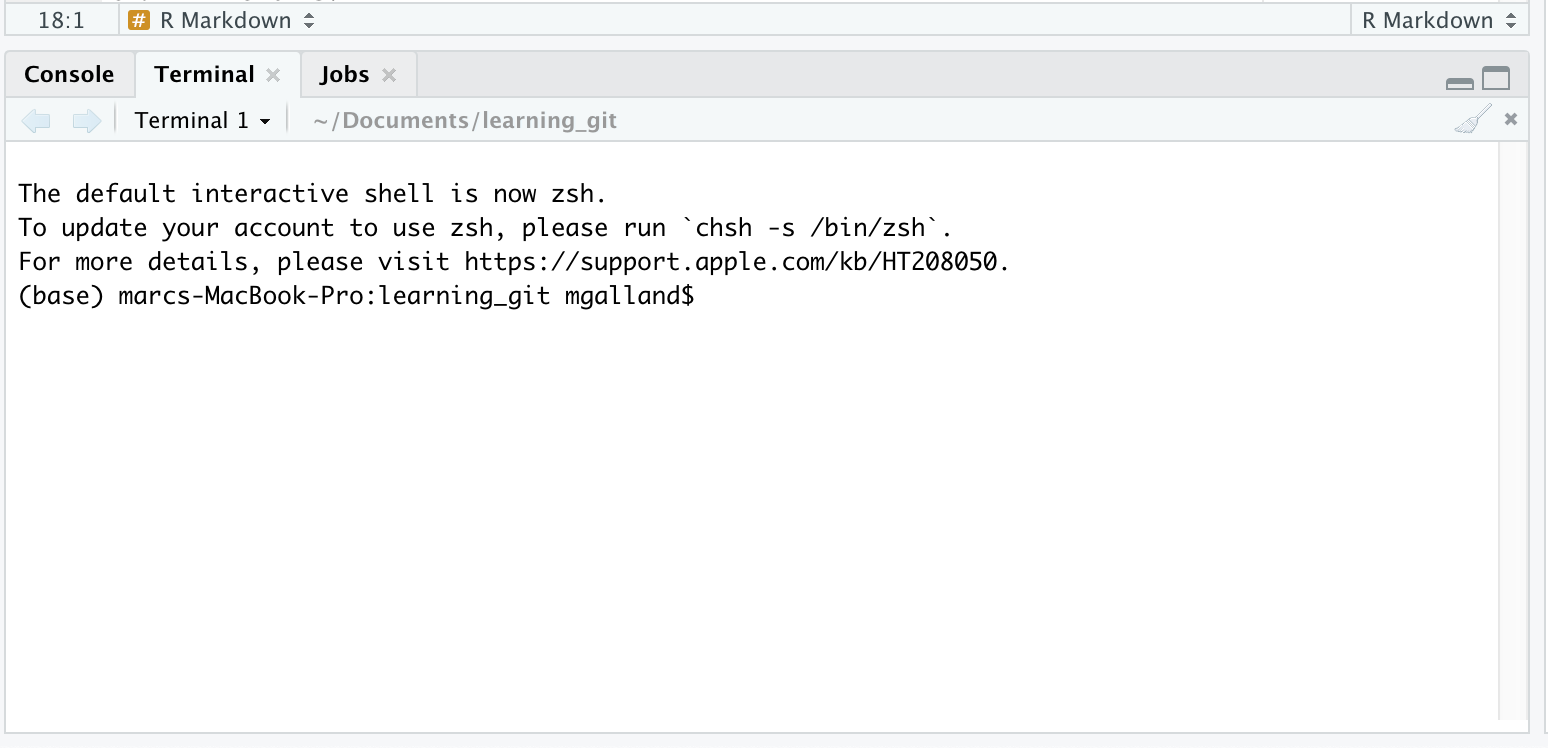 18:1 # R Markdown R Markdown
Console Terminal Jobs
Terminal 1 ~/Documents/learning_git
The default interactive shell is now zsh.
To update your account to use zsh, please run `chsh -s /bin/zsh`.
For more details, please visit https://support.apple.com/kb/HT208050.
(base) marcs-MacBook-Pro:learning_git mgalland$